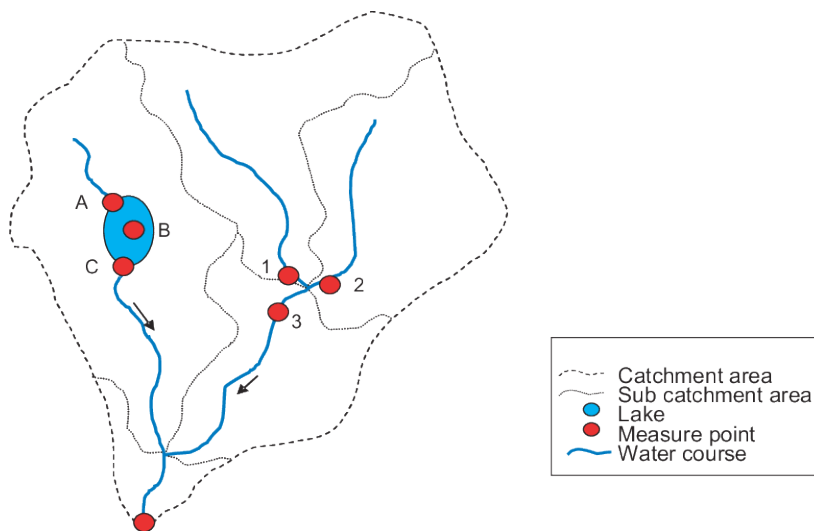 A
B
C
1
2
3
Catchment area
Sub catchment area
Lake
Measure point
Water course